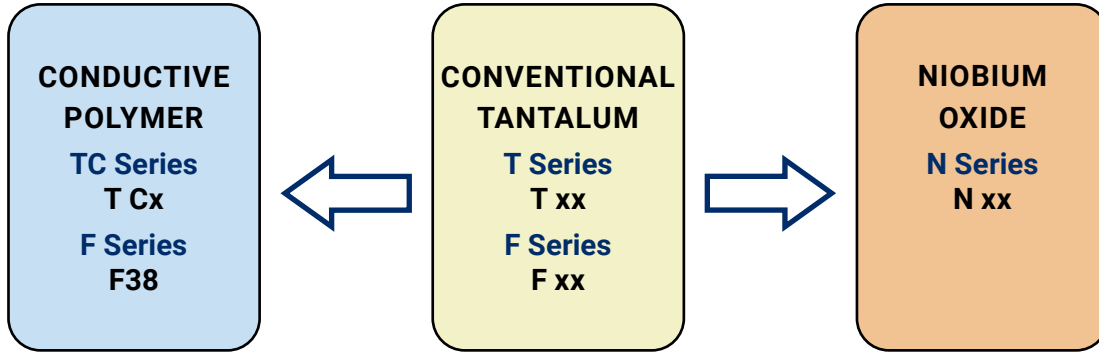 CONDUCTIVE
POLYMER
TC Series
T Cx
F Series
F38
CONVENTIONAL
TANTALUM
T Series
T xx
F Series
F xx
NIOBIUM
OXIDE
N Series
N xx